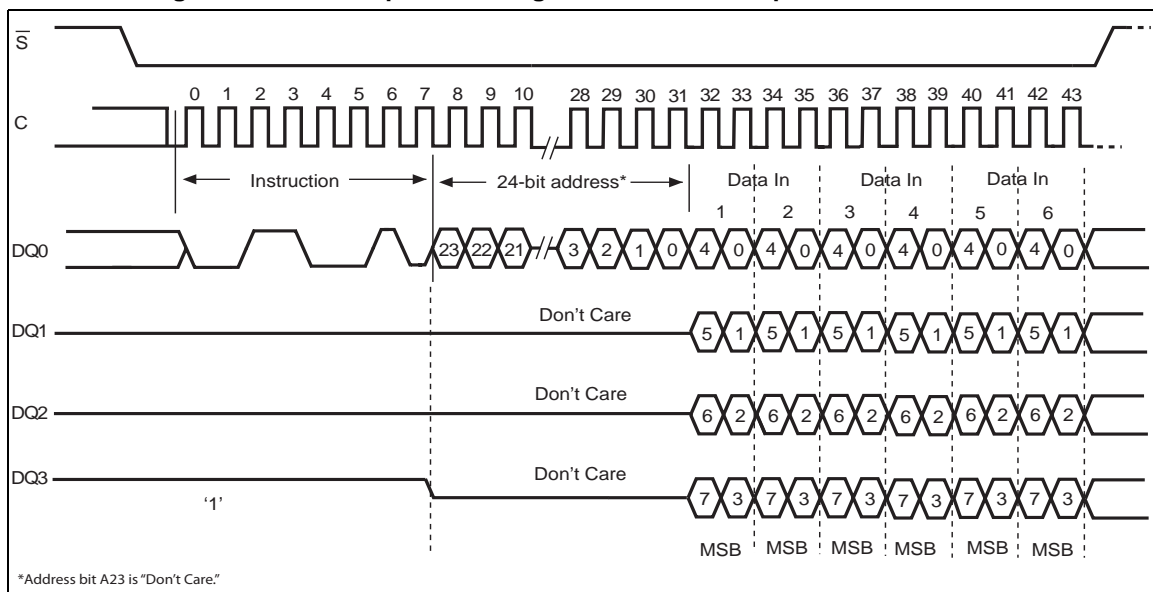 S
0 1 2 3 4 5 6 7 8 9 10 28 29 30 31 32 33 34 35 36 37 38 39 40 41 42 43
C
Instruction 24-bit address* Data In Data In Data In
1 2 3 4 5 6
DQ0 23 22 21 3 2 1 0 4 0 4 0 4 0 4 0 4 0 4 0
Don't Care
DQ1 5 1 5 1 5 1 5 1 5 1 5 1
Don't Care
DQ2 6 2 6 2 6 2 6 2 6 2 6 2
Don't Care
DQ3 7 3 7 3 7 3 7 3 7 3 7 3
'1'
MSB MSB MSB MSB MSB MSB
*Address bit A23 is "Don't Care."